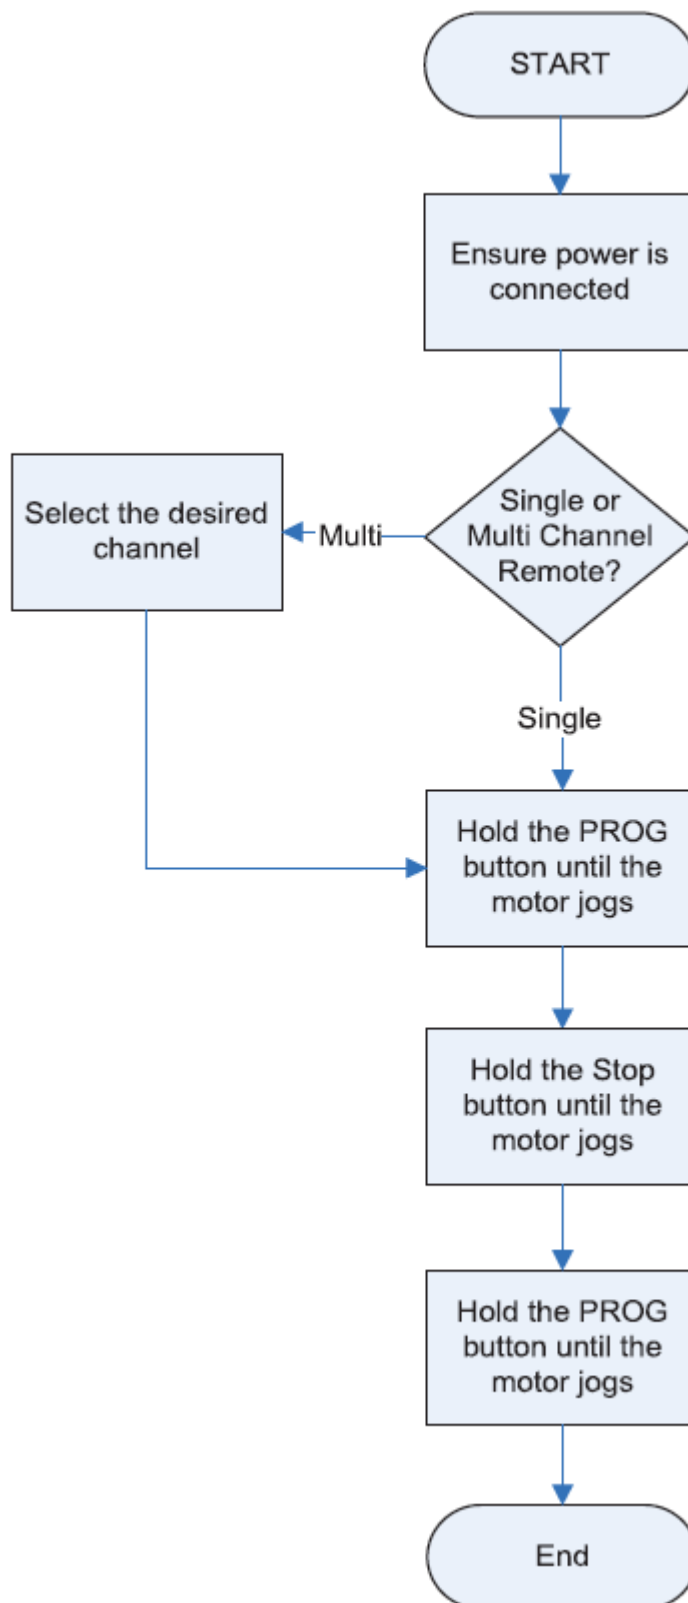 START
Ensure power is
connected
Single or
Multi Channel
Remote?
Multi
Select the desired
channel
Single
Hold the PROG
button until the
motor jogs
Hold the Stop
button until the
motor jogs
Hold the PROG
button until the
motor jogs
End